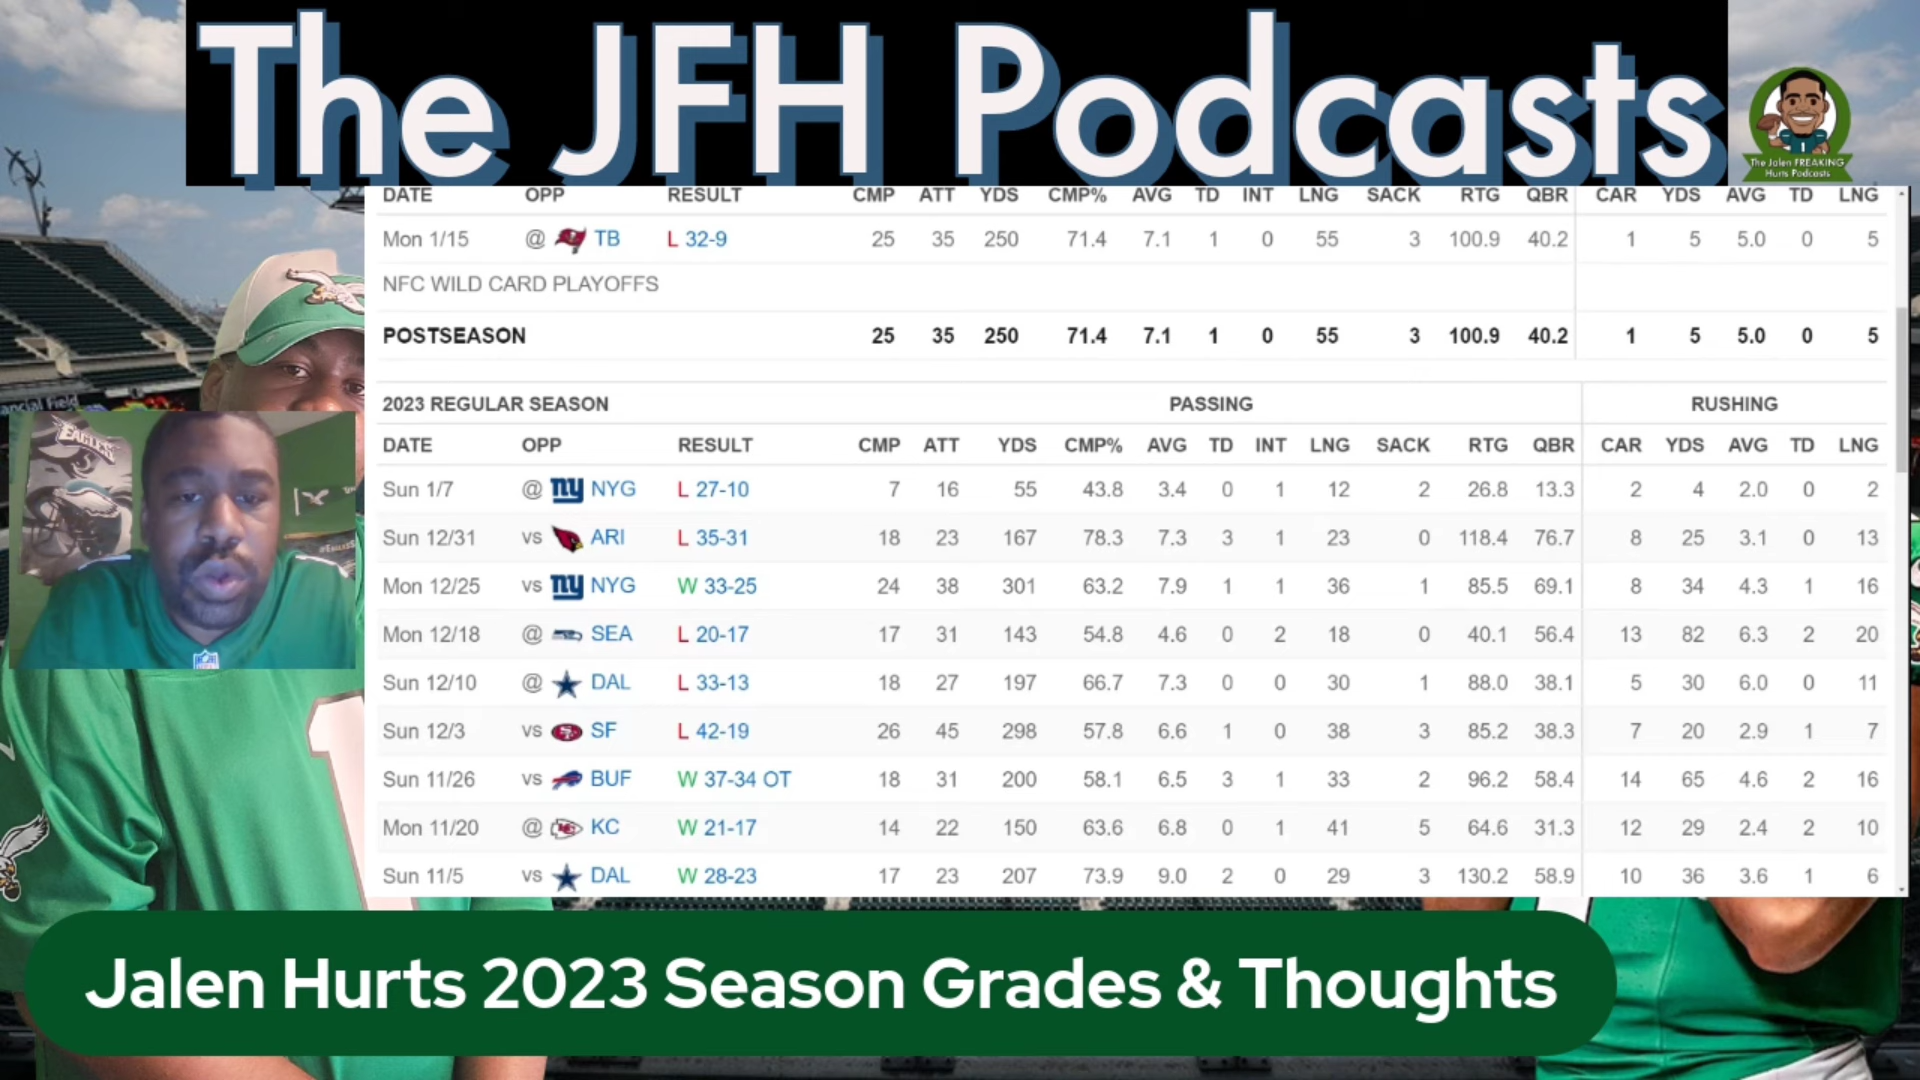 The JFH Podcasts
The Jalen FREAKING
Hurts Podcasts
DATE OPP RESULT CMP ATT YDS CMP% AVG TD INT LNG SACK RTG QBR CAR YDS AVG TD LNG
Mon 1/15 @ TB L 32-9 25 35 250 71.4 7.1 1 0 55 3 100.9 40.2 1 5 5.0 0 5
NFC WILD CARD PLAYOFFS
POSTSEASON 25 35 250 71.4 7.1 1 0 55 3 100.9 40.2 1 5 5.0 0 5
2023 REGULAR SEASON PASSING RUSHING
DATE OPP RESULT CMP ATT YDS CMP% AVG TD INT LNG SACK RTG QBR CAR YDS AVG TD LNG
Sun 1/7 @ ny NYG L 27-10 7 16 55 43.8 3.4 0 1 12 2 26.8 13.3 2 4 2.0 0 2
Sun 12/31 vs ARI L 35-31 18 23 167 78.3 7.3 3 1 23 0 118.4 76.7 8 25 3.1 0 13
Mon 12/25 vs ny NYG W 33-25 24 38 301 63.2 7.9 1 1 36 1 85.5 69.1 8 34 4.3 1 16
Mon 12/18 @ SEA L 20-17 17 31 143 54.8 4.6 0 2 18 0 40.1 56.4 13 82 6.3 2 20
Sun 12/10 @ DAL L 33-13 18 27 197 66.7 7.3 0 0 30 1 88.0 38.1 5 30 6.0 0 11
Sun 12/3 vs SF L 42-19 26 45 298 57.8 6.6 1 0 38 3 85.2 38.3 7 20 2.9 1 7
Sun 11/26 vs BUF W 37-34 OT 18 31 200 58.1 6.5 3 1 33 2 96.2 58.4 14 65 4.6 2 16
Mon 11/20 @ KC W 21-17 14 22 150 63.6 6.8 0 1 41 5 64.6 31.3 12 29 2.4 2 10
Sun 11/5 vs DAL W 28-23 17 23 207 73.9 9.0 2 0 29 3 130.2 58.9 10 36 3.6 1 6
ancial Field
EAGLES
Jalen Hurts 2023 Season Grades & Thoughts